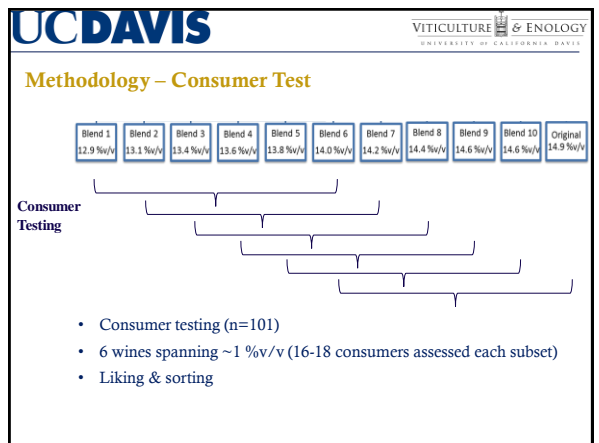 UCDAVIS
VITICULTURE & ENOLOGY
UNIVERSITY OF CALIFORNIA DAVIS
Methodology – Consumer Test
Blend 1 Blend 2 Blend 3 Blend 4 Blend 5 Blend 6 Blend 7 Blend 8 Blend 9 Blend 10 Original
12.9 %v/v 13.1 %v/v 13.4 %v/v 13.6 %v/v 13.8 %v/v 14.0 %v/v 14.2 %v/v 14.4 %v/v 14.6 %v/v 14.6 %v/v 14.9 %v/v
Consumer
Testing
• Consumer testing (n=101)
• 6 wines spanning ~1 %v/v (16-18 consumers assessed each subset)
• Liking & sorting